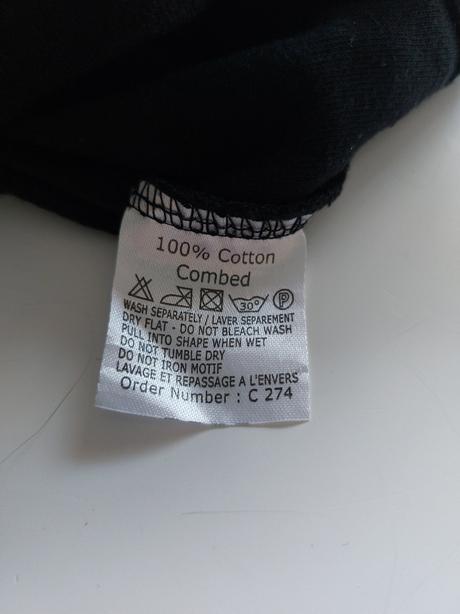 100% Cotton
Combed
30° P
WASH SEPARATELY / LAVER SEPAREMENT
DRY FLAT - DO NOT BLEACH WASH
PULL INTO SHAPE WHEN WET
DO NOT TUMBLE DRY
DO NOT IRON MOTIF
LAVAGE ET REPASSAGE A L'ENVERS
Order Number : C 274